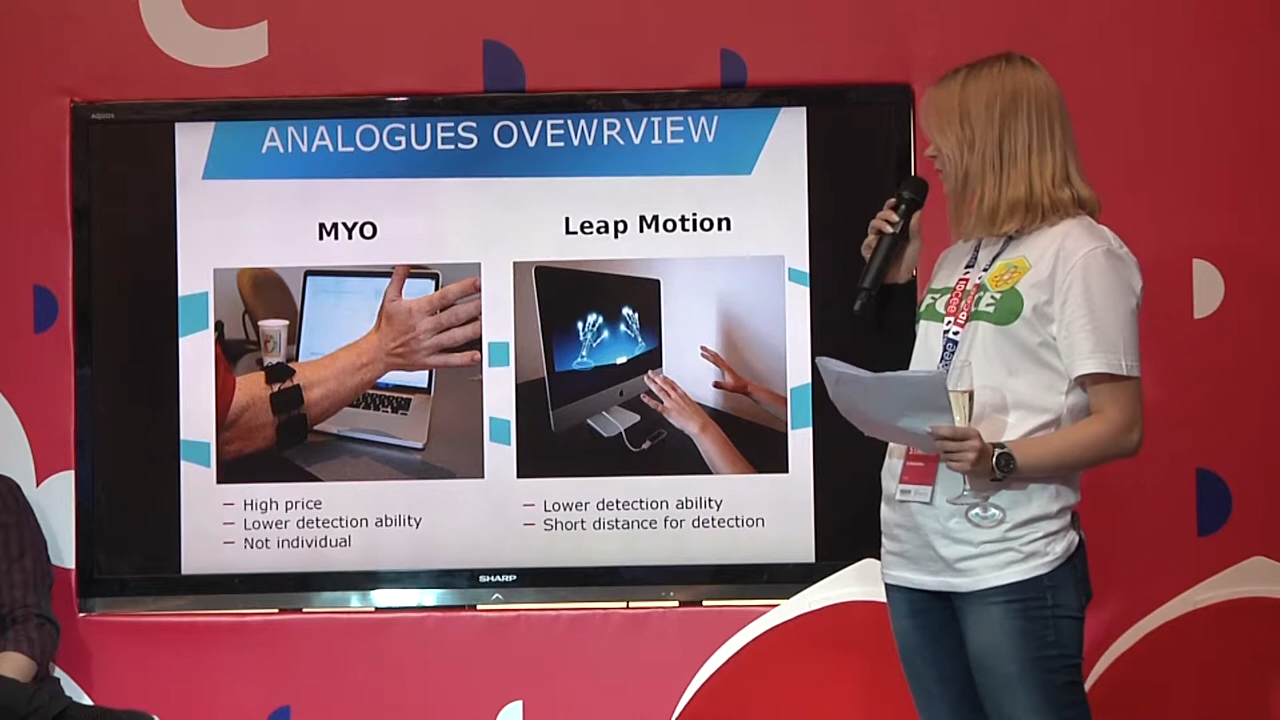 AQUOS
ANALOGUES OVEWRVIEW
MYO
Leap Motion
— High price
— Lower detection ability
— Not individual
— Lower detection ability
— Short distance for detection
SHARP